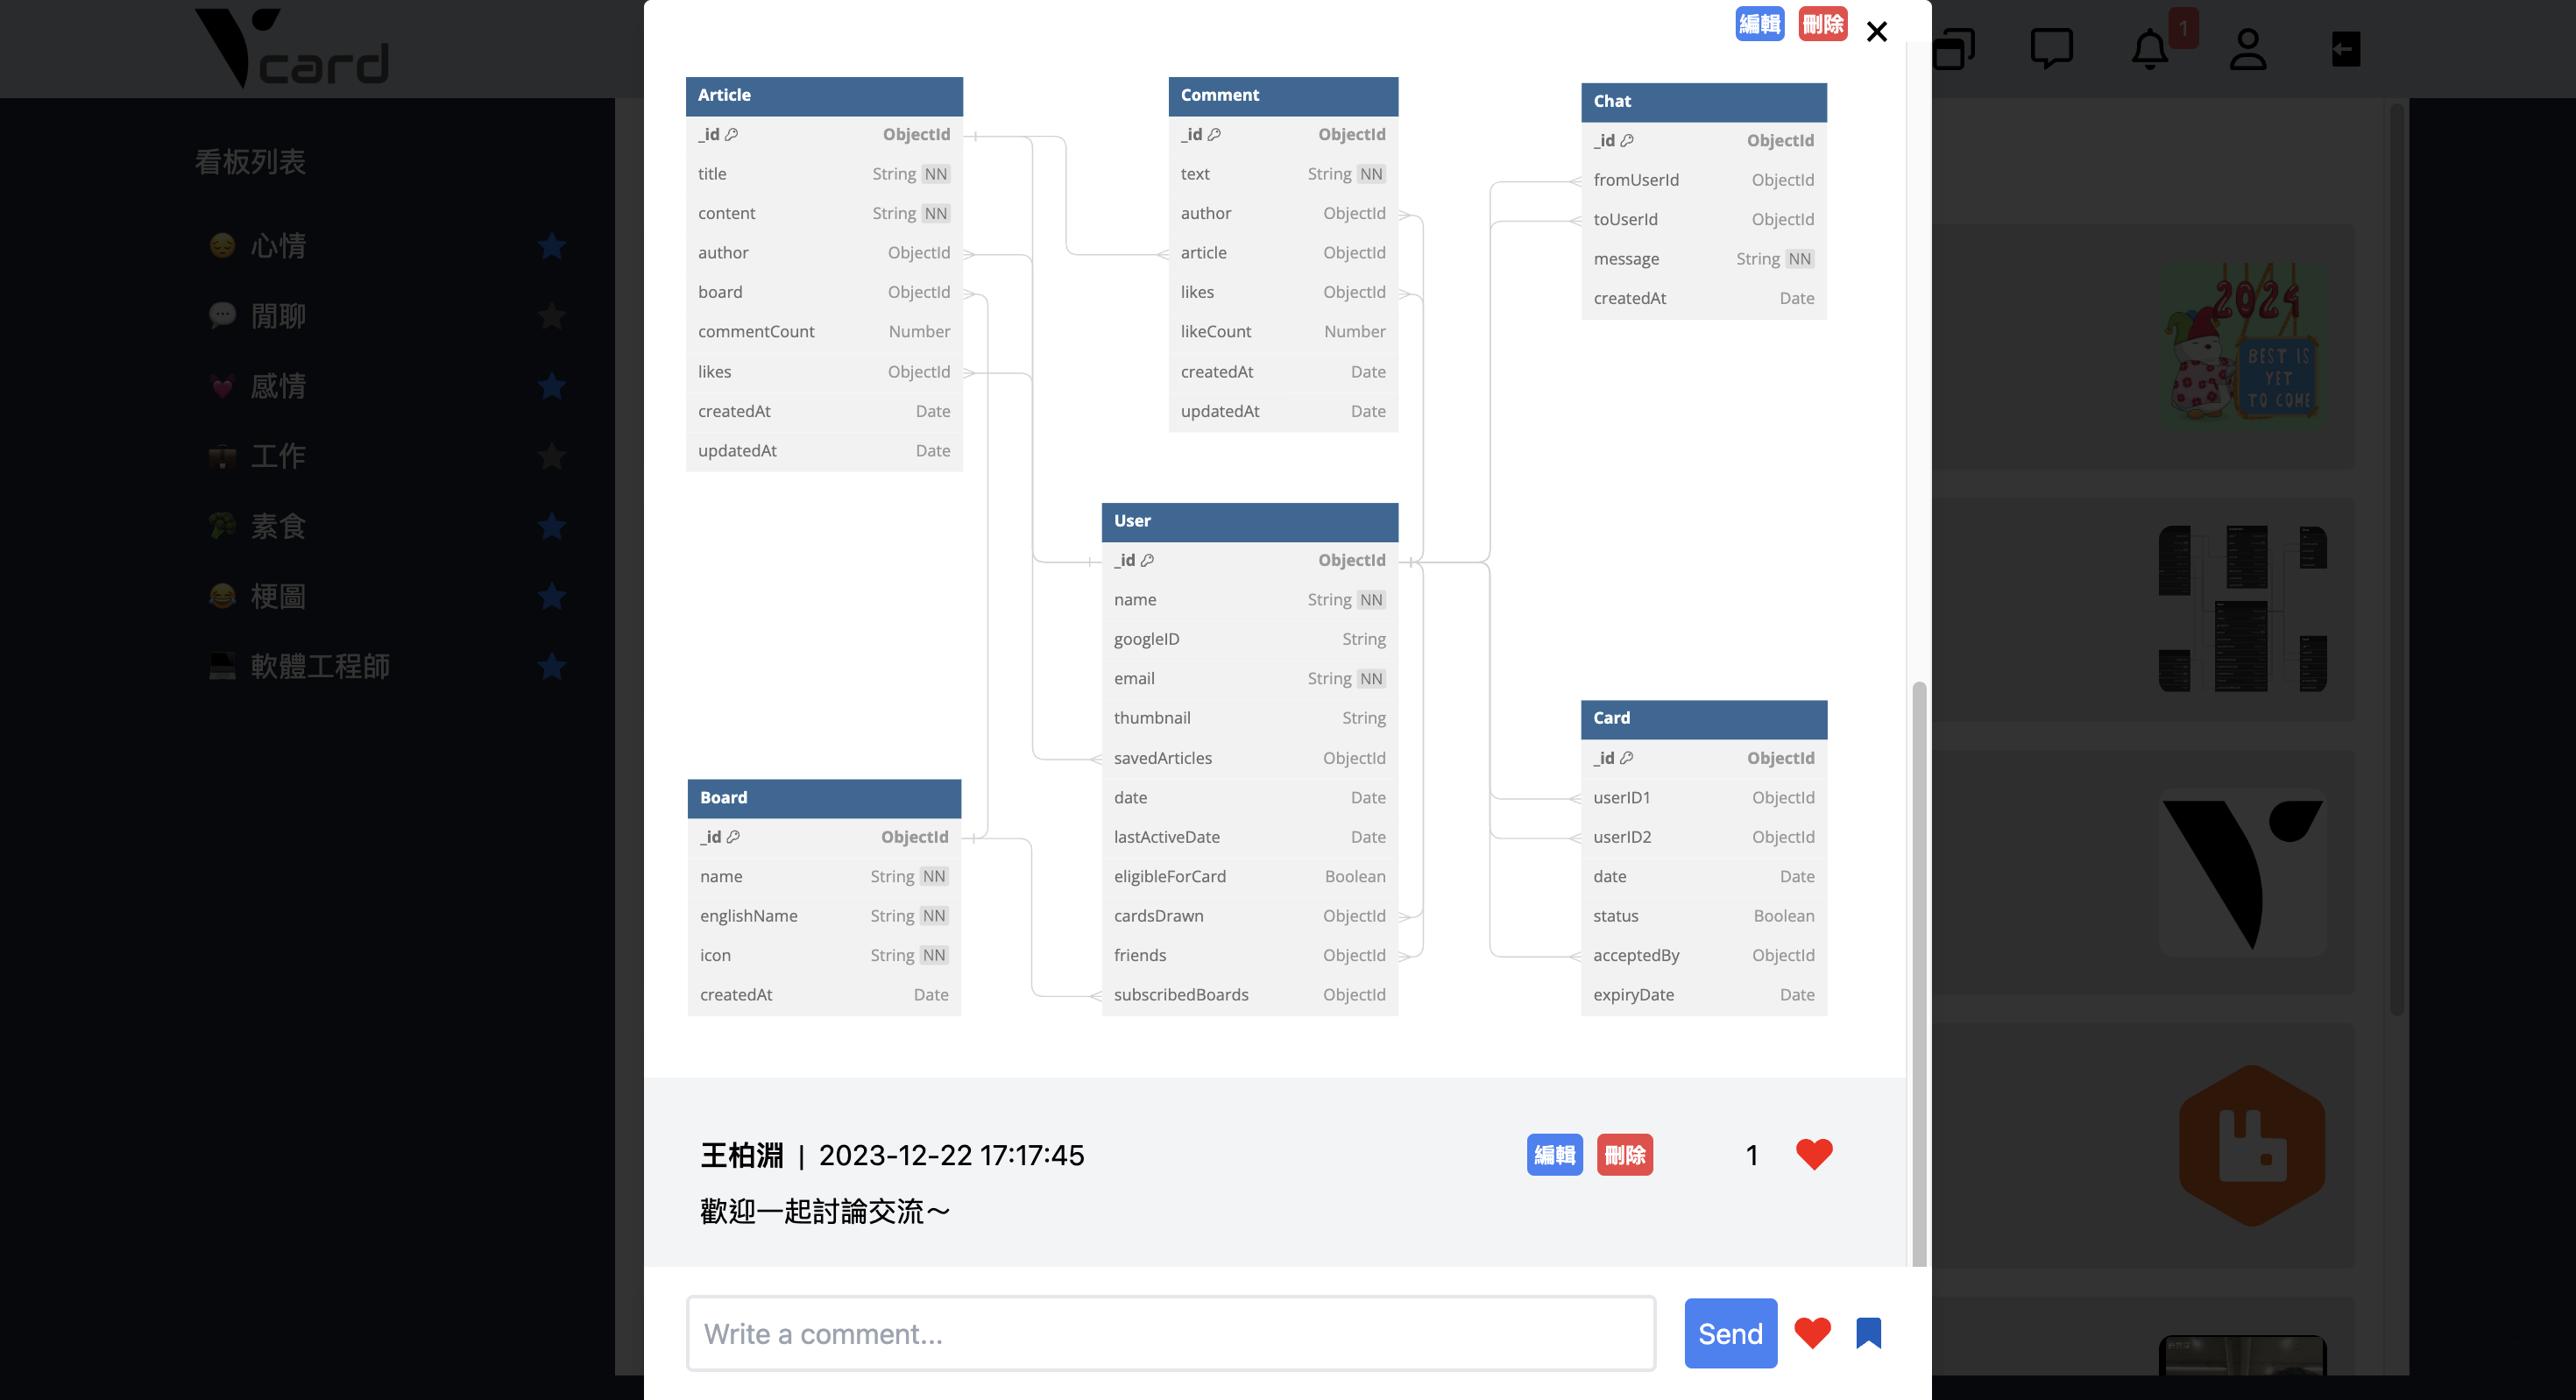 card
編輯 刪除
1
看板列表
心情
閒聊
感情
工作
素食
梗圖
軟體工程師
Article
_id ObjectId
title String NN
content String NN
author ObjectId
board ObjectId
commentCount Number
likes ObjectId
createdAt Date
updatedAt Date
Comment
_id ObjectId
text String NN
author ObjectId
article ObjectId
likes ObjectId
likeCount Number
createdAt Date
updatedAt Date
Chat
_id ObjectId
fromUserId ObjectId
toUserId ObjectId
message String NN
createdAt Date
User
_id ObjectId
name String NN
googleID String
email String NN
thumbnail String
savedArticles ObjectId
date Date
lastActiveDate Date
eligibleForCard Boolean
cardsDrawn ObjectId
friends ObjectId
subscribedBoards ObjectId
Board
_id ObjectId
name String NN
englishName String NN
icon String NN
createdAt Date
Card
_id ObjectId
userID1 ObjectId
userID2 ObjectId
date Date
status Boolean
acceptedBy ObjectId
expiryDate Date
2024
BEST IS
YET
TO COME
王柏淵 | 2023-12-22 17:17:45
編輯 刪除 1
歡迎一起討論交流～
Write a comment...
Send